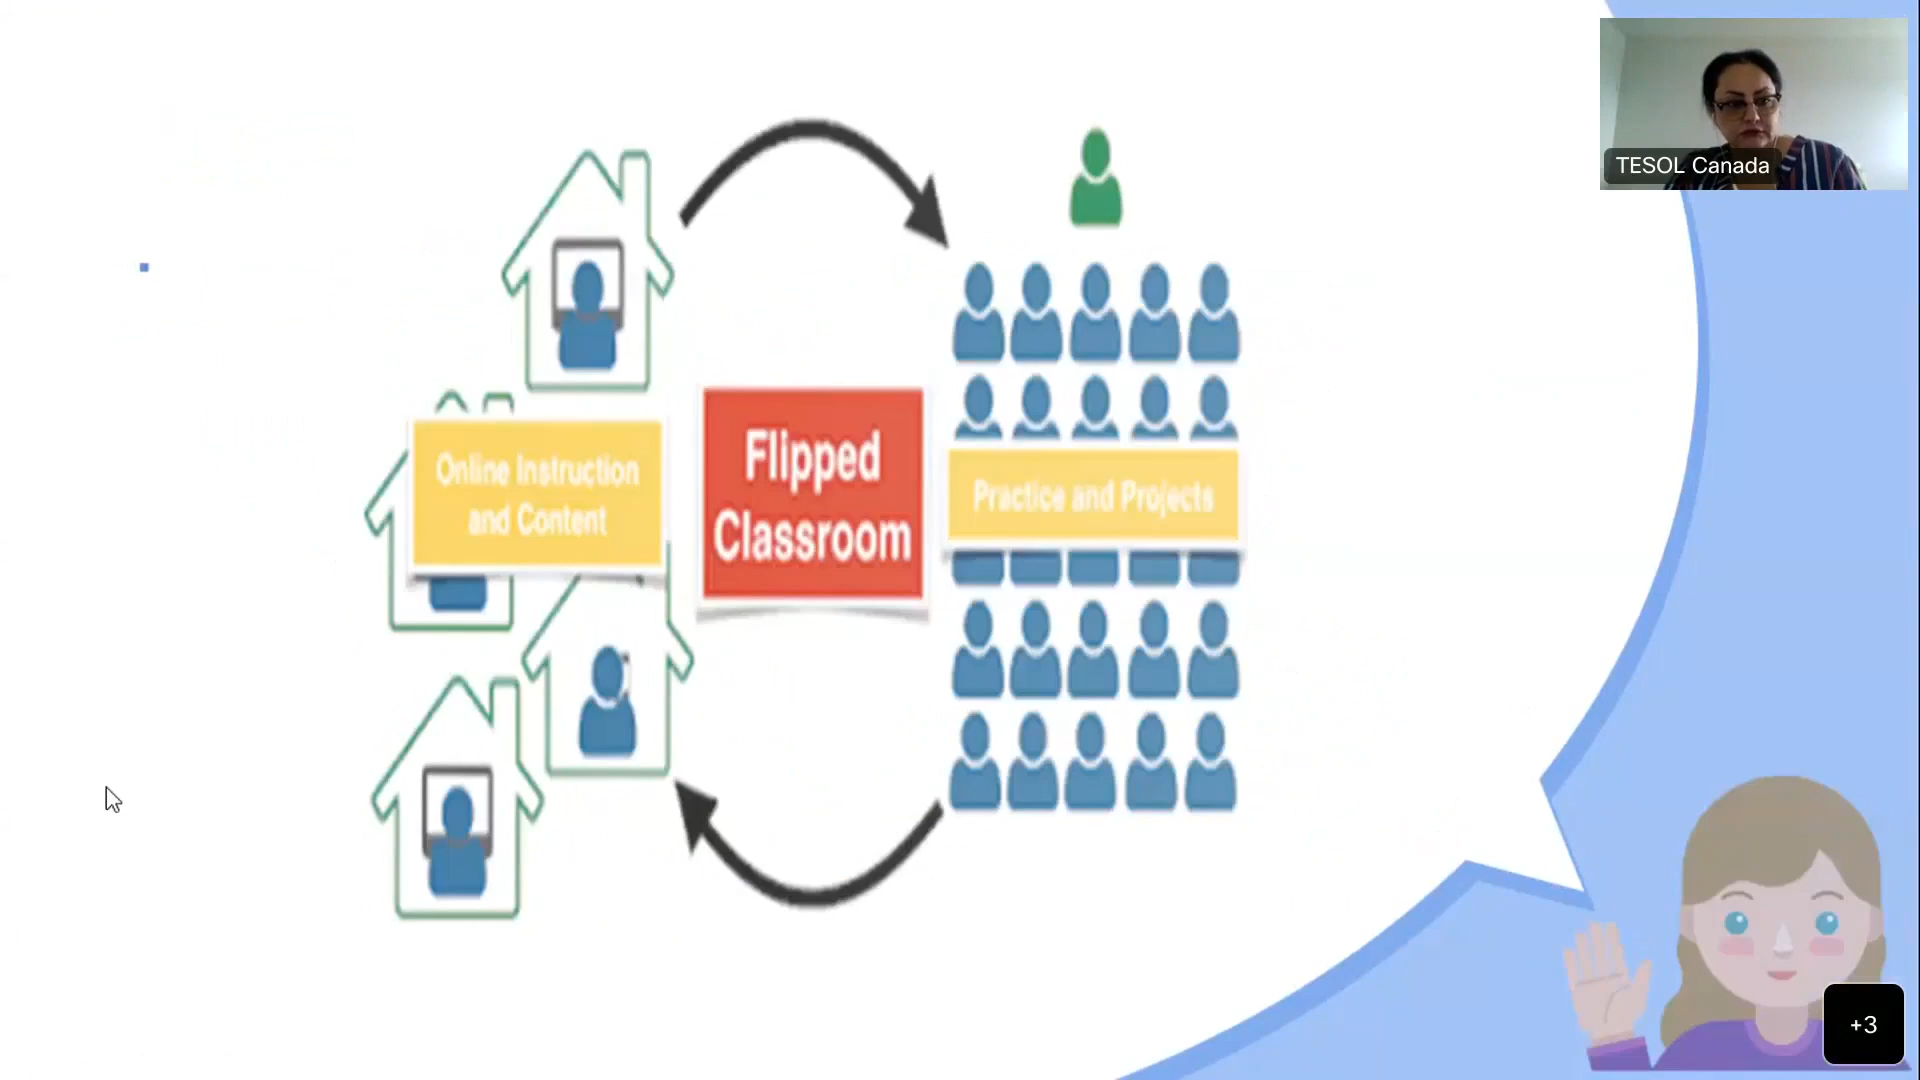 TESOL Canada
Online Instruction
and Content
Flipped
Classroom
Practice and Projects
+3